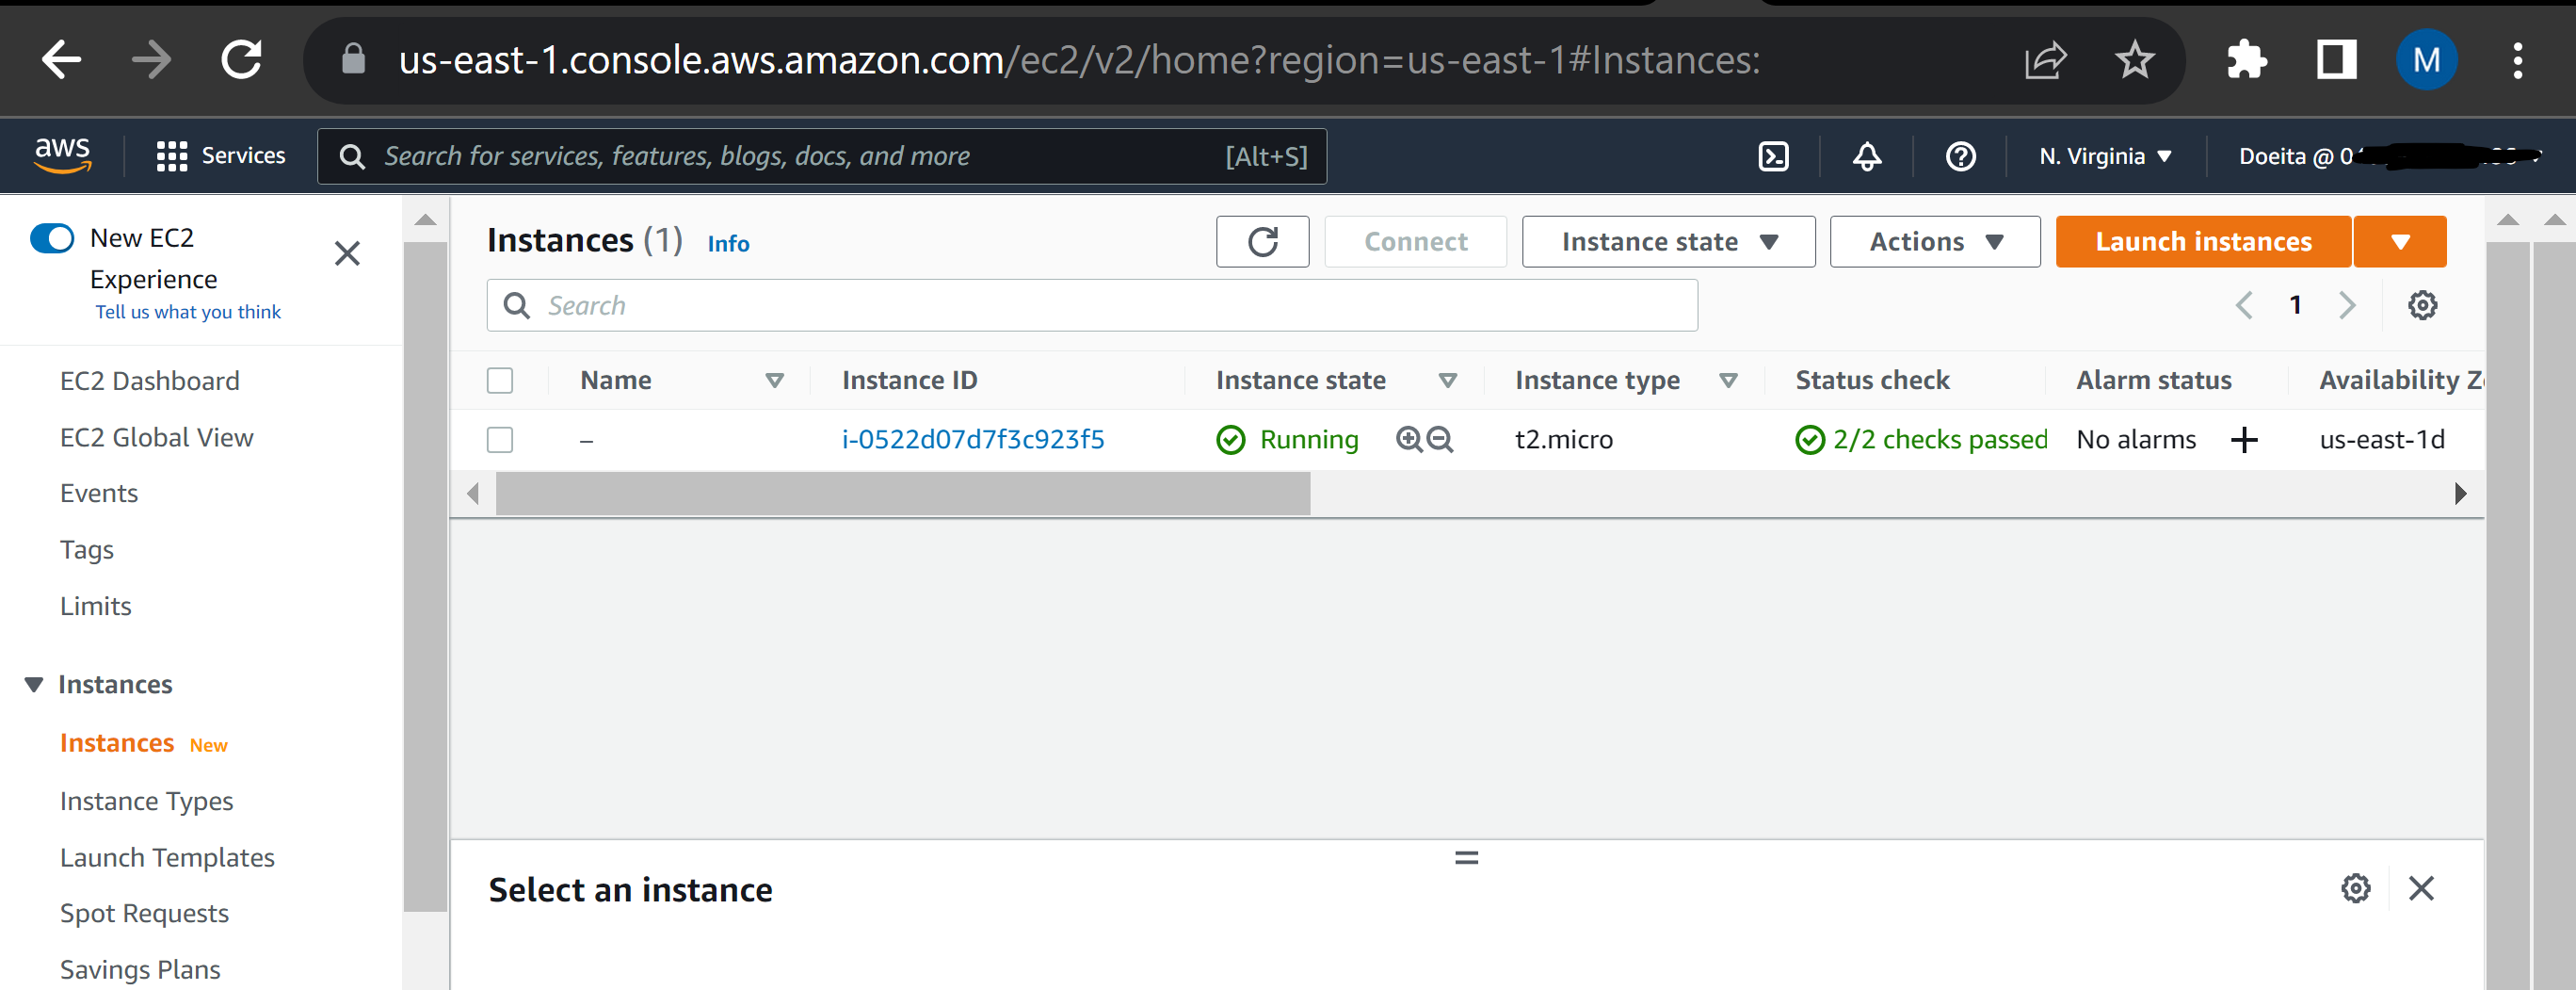 us-east-1.console.aws.amazon.com/ec2/v2/home?region=us-east-1#Instances:
M
aws
Services
Search for services, features, blogs, docs, and more
[Alt+S]
N. Virginia
Doeita @ 0
New EC2
Experience
Tell us what you think
EC2 Dashboard
EC2 Global View
Events
Tags
Limits
Instances
Instances New
Instance Types
Launch Templates
Spot Requests
Savings Plans
Instances (1) Info
Connect
Instance state
Actions
Launch instances
Search
1
Name Instance ID Instance state Instance type Status check Alarm status Availability Z
– i-0522d07d7f3c923f5 Running t2.micro 2/2 checks passed No alarms + us-east-1d
Select an instance